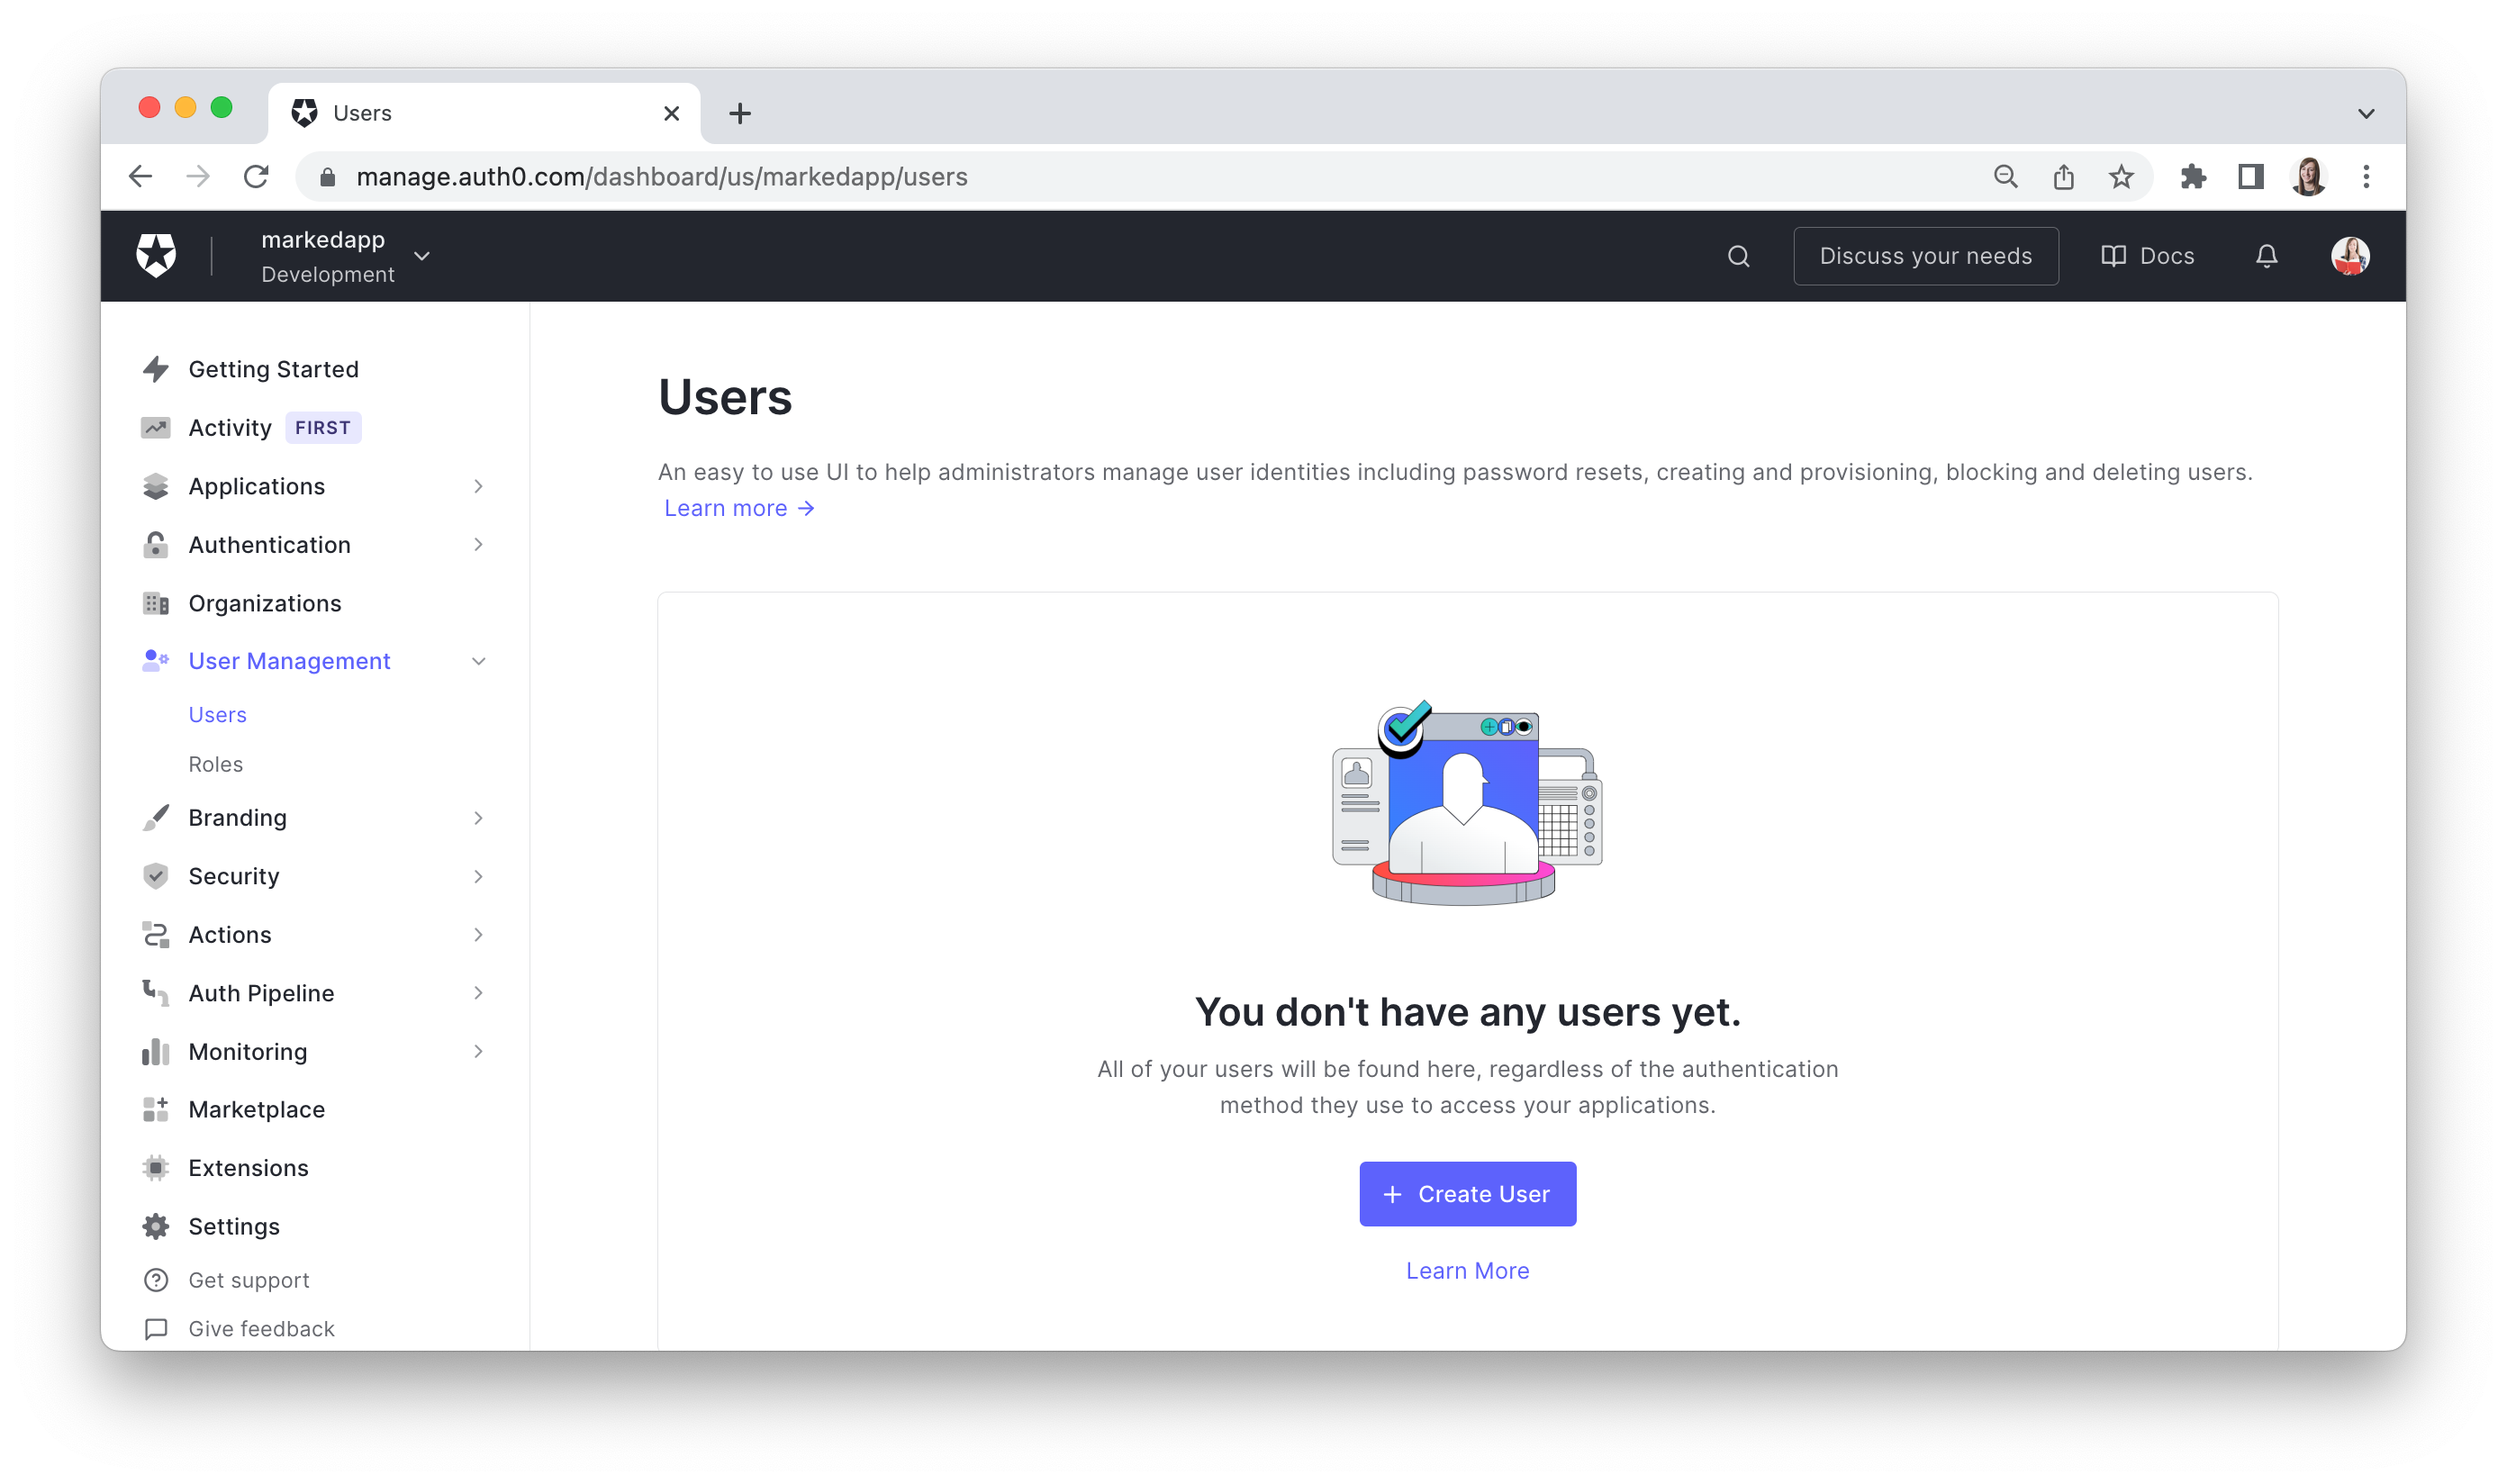 Users
manage.auth0.com/dashboard/us/markedapp/users
markedapp
Development
Discuss your needs
Docs
Getting Started
Activity FIRST
Applications
Authentication
Organizations
User Management
Users
Roles
Branding
Security
Actions
Auth Pipeline
Monitoring
Marketplace
Extensions
Settings
Get support
Give feedback
Users
An easy to use UI to help administrators manage user identities including password resets, creating and provisioning, blocking and deleting users.
Learn more →
You don't have any users yet.
All of your users will be found here, regardless of the authentication
method they use to access your applications.
+ Create User
Learn More